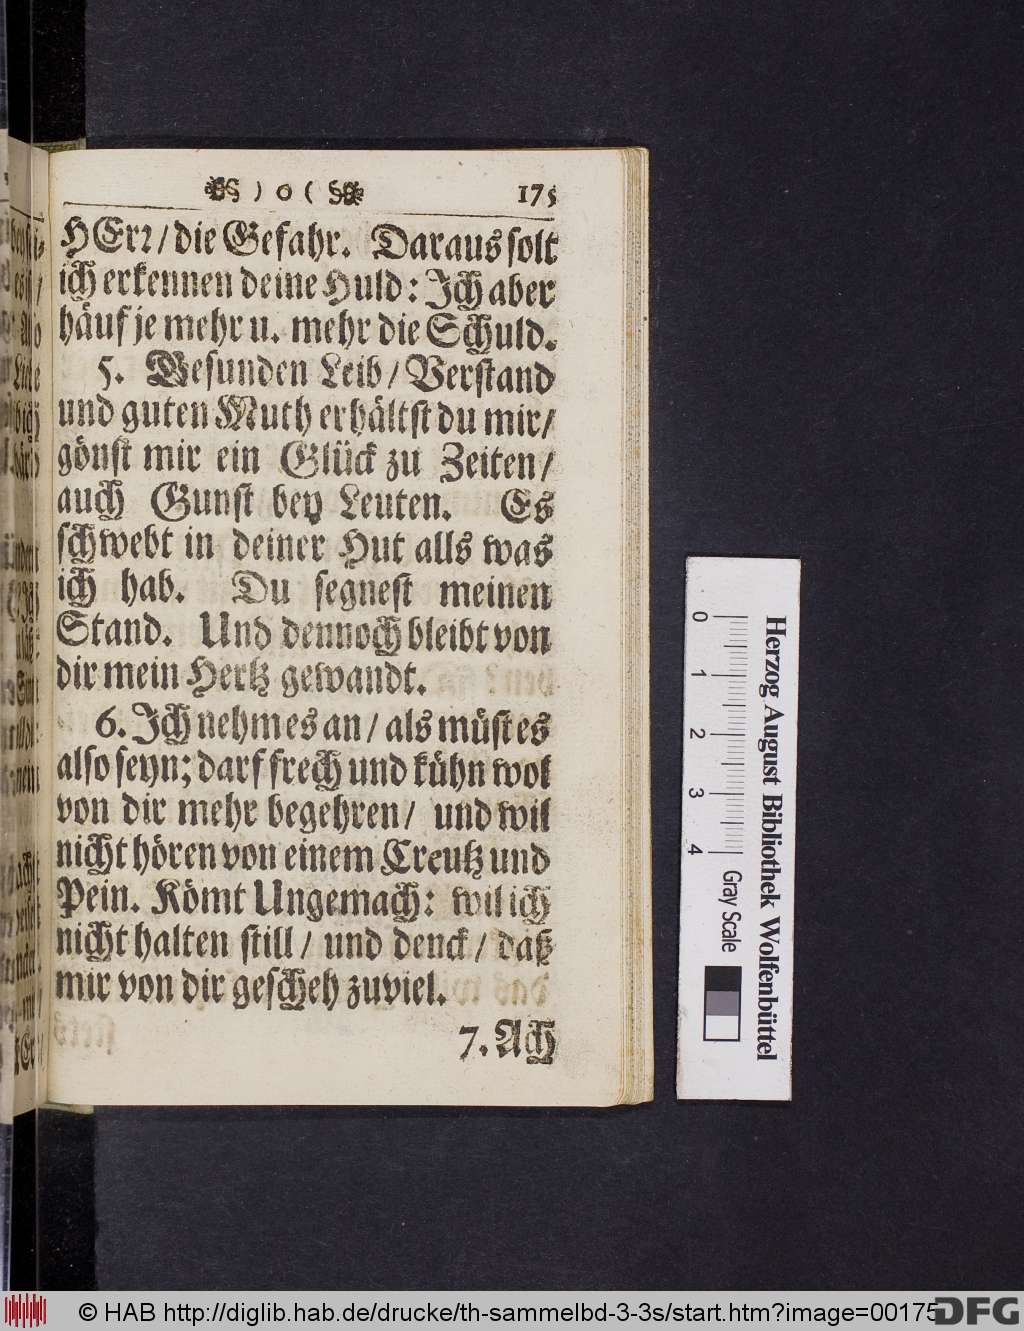 ) o ( 175
HErr / die Gefahr. Daraus solt
ich erkennen deine Huld: Ich aber
häuf je mehr u. mehr die Schuld.
5. Gesunden Leib / Verstand
und guten Muth erhältst du mir/
gönst mir ein Glück zu Zeiten /
auch Gunst bey Leuten. Es
schwebt in deiner Hut alls was
ich hab. Du segnest meinen
Stand. Und dennoch bleibt von
dir mein Hertz gewandt.
6. Ich nehm es an / als müst es
also seyn; darf frech und kühn wol
von dir mehr begehren / und wil
nicht hören von einem Creutz und
Pein. Kömt Ungemach: wil ich
nicht halten still / und denck / daß
mir von dir gescheh zuviel.
7. Ach
Herzog August Bibliothek Wolfenbüttel
0 1 2 3 4 Gray Scale
© HAB http://diglib.hab.de/drucke/th-sammelbd-3-3s/start.htm?image=00175
DFG